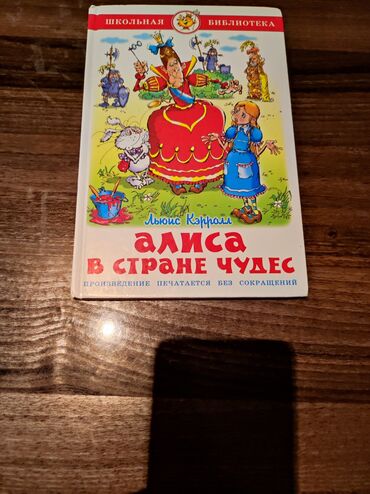 ШКОЛЬНАЯ БИБЛИОТЕКА
Льюис Кэрролл
АЛИСА
В СТРАНЕ ЧУДЕС
ПРОИЗВЕДЕНИЕ ПЕЧАТАЕТСЯ БЕЗ СОКРАЩЕНИЙ